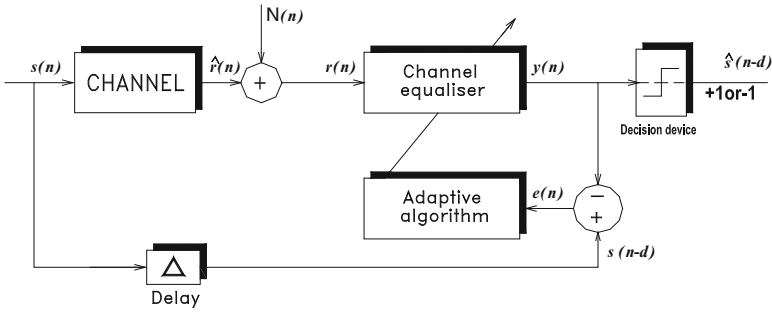 N(n)
s(n)
CHANNEL
r̂(n)
+
r(n)
Channel
equaliser
y(n)
ŝ(n-d)
+1or-1
Decision device
Adaptive
algorithm
e(n)
−
+
s(n-d)
Δ
Delay